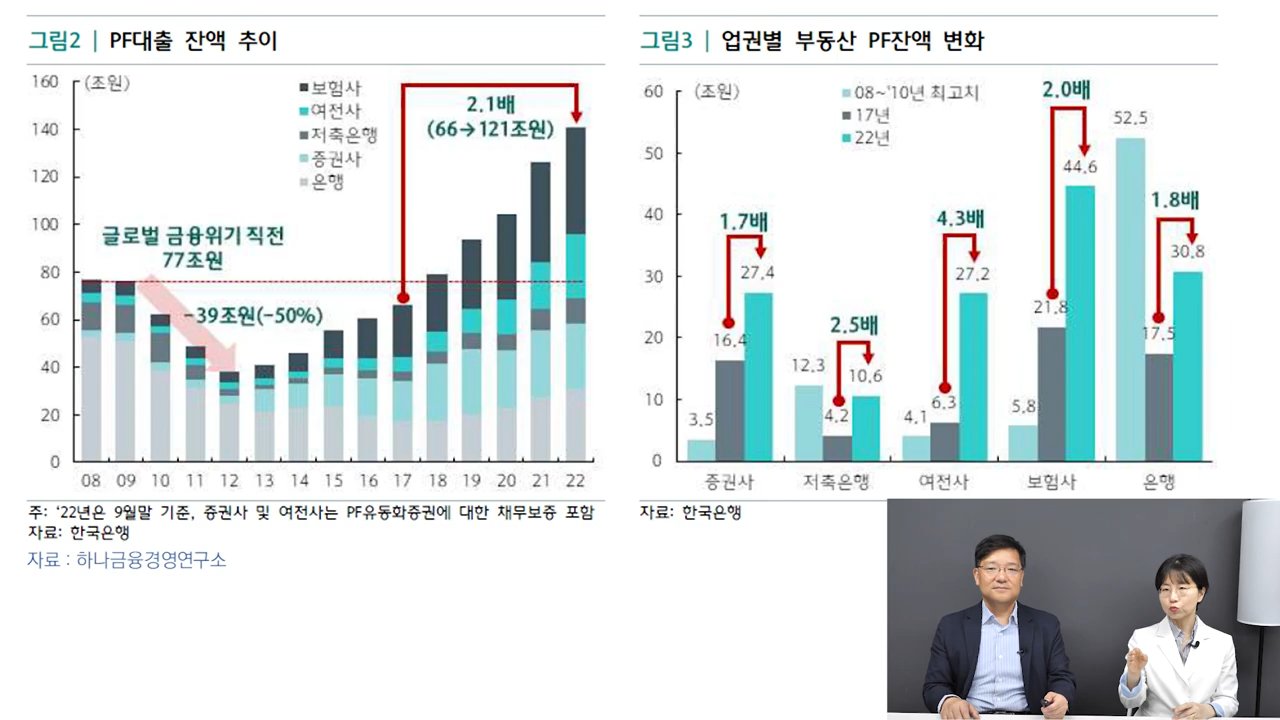 그림2 | PF대출 잔액 추이
160
140
120
100
80
60
40
20
0
(조원)
보험사
여전사
저축은행
증권사
은행
2.1배
(66→121조원)
글로벌 금융위기 직전
77조원
-39조원(-50%)
08 09 10 11 12 13 14 15 16 17 18 19 20 21 22
주: ‘22년은 9월말 기준, 증권사 및 여전사는 PF유동화증권에 대한 채무보증 포함
자료: 한국은행
자료 : 하나금융경영연구소
그림3 | 업권별 부동산 PF잔액 변화
60
50
40
30
20
10
0
(조원)
08~'10년 최고치
17년
22년
1.7배
3.5
16.4
27.4
2.5배
12.3
4.2
10.6
4.3배
4.1
6.3
27.2
2.0배
5.8
21.8
44.6
52.5
1.8배
17.5
30.8
증권사 저축은행 여전사 보험사 은행
자료: 한국은행